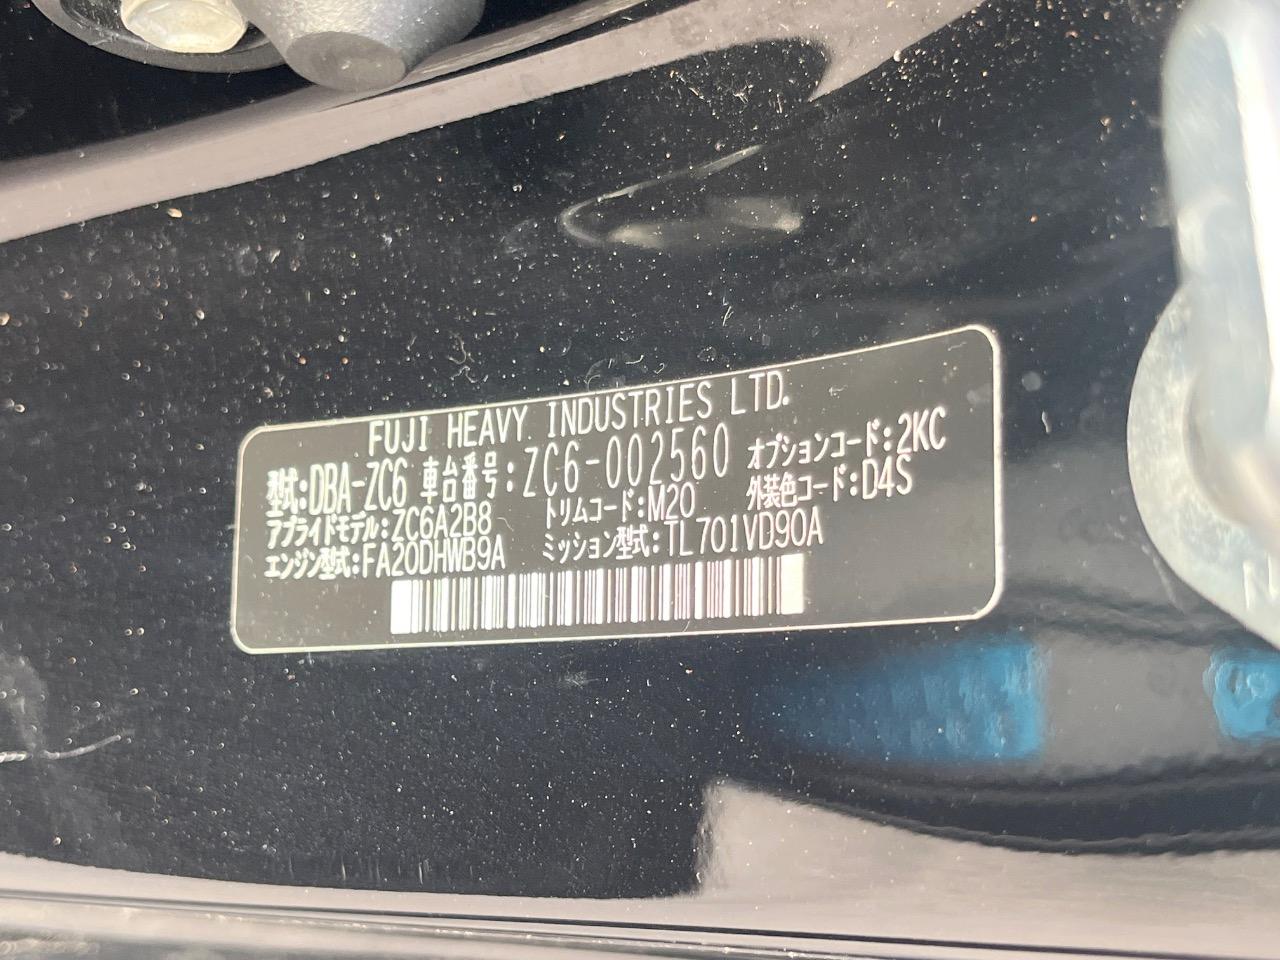 FUJI HEAVY INDUSTRIES LTD.
型式:DBA-ZC6 車台番号:ZC6-002560 オプションコード:2KC
アプライドモデル:ZC6A2B8 トリムコード:M20 外装色コード:D4S
エンジン型式:FA20DHWB9A ミッション型式:TL701VD90A